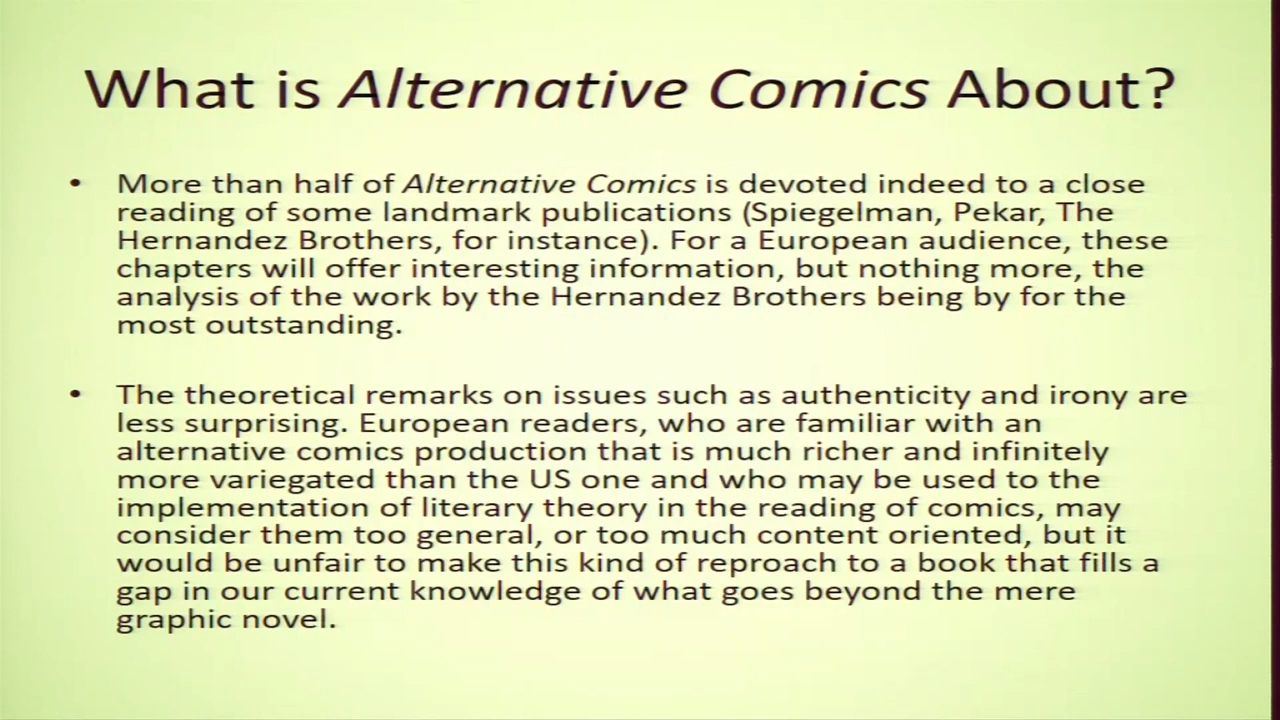 What is Alternative Comics About?
• More than half of Alternative Comics is devoted indeed to a close
reading of some landmark publications (Spiegelman, Pekar, The
Hernandez Brothers, for instance). For a European audience, these
chapters will offer interesting information, but nothing more, the
analysis of the work by the Hernandez Brothers being by for the
most outstanding.
• The theoretical remarks on issues such as authenticity and irony are
less surprising. European readers, who are familiar with an
alternative comics production that is much richer and infinitely
more variegated than the US one and who may be used to the
implementation of literary theory in the reading of comics, may
consider them too general, or too much content oriented, but it
would be unfair to make this kind of reproach to a book that fills a
gap in our current knowledge of what goes beyond the mere
graphic novel.